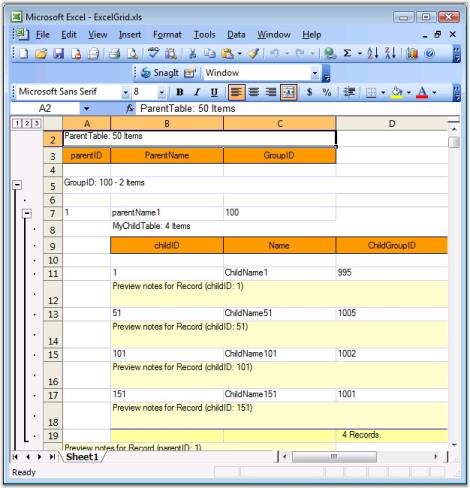 Microsoft Excel - ExcelGrid.xls
File Edit View Insert Format Tools Data Window Help
SnagIt Window
Microsoft Sans Serif 8 B I U $ %
A2 fx ParentTable: 50 Items
1 2 3 A B C D
2 ParentTable: 50 Items
3 parentID ParentName GroupID
4
5 GroupID: 100 - 2 Items
6
7 1 parentName1 100
8 MyChildTable: 4 Items
9 childID Name ChildGroupID
10
11 1 ChildName1 995
12 Preview notes for Record (childID: 1)
13 51 ChildName51 1005
14 Preview notes for Record (childID: 51)
15 101 ChildName101 1002
16 Preview notes for Record (childID: 101)
17 151 ChildName151 1001
18 Preview notes for Record (childID: 151)
19 4 Records.
Preview notes for Record (parentID: 1)
Sheet1
Ready